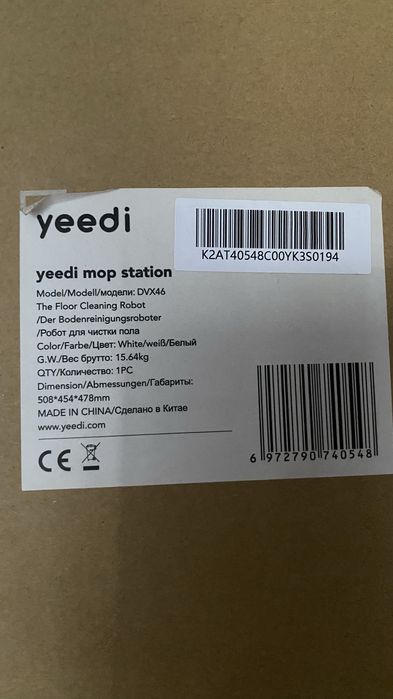 yeedi
K2AT40548C00YK3S0194
yeedi mop station
Model/Modell/модели: DVX46
The Floor Cleaning Robot
/Der Bodenreinigungsroboter
/Робот для чистки пола
Color/Farbe/Цвет: White/weiß/Белый
G.W./Вес брутто: 15.64kg
QTY/Количество: 1PC
Dimension/Abmessungen/Габариты:
508*454*478mm
MADE IN CHINA/Сделано в Китае
www.yeedi.com
CE
6 972790 740548